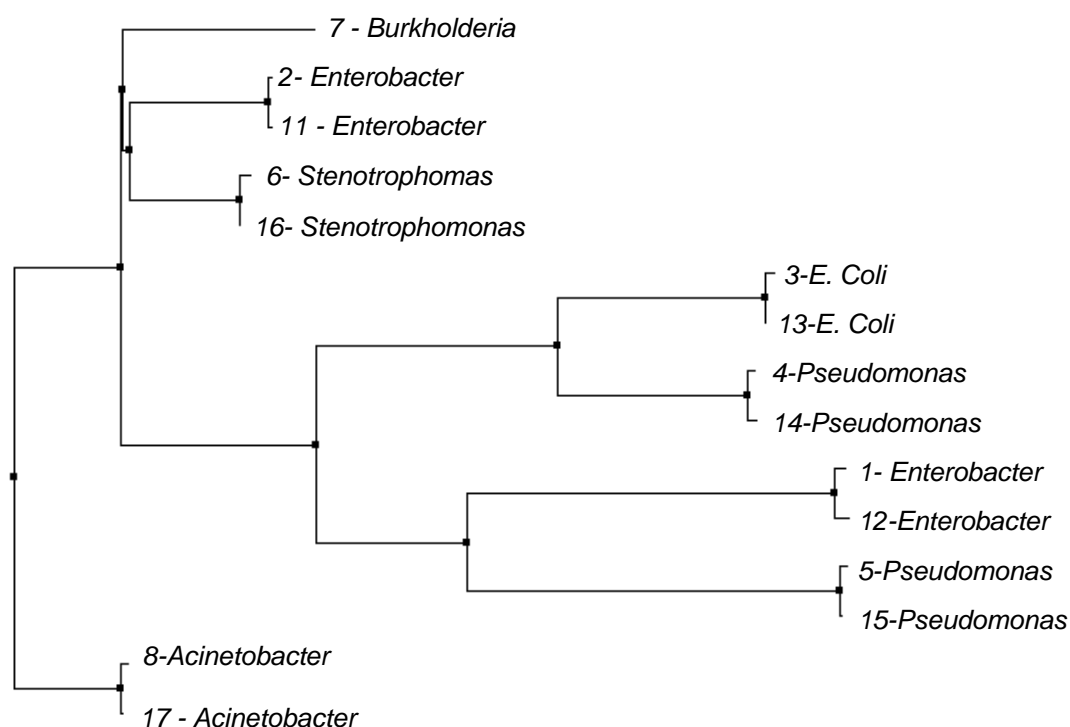 7 - Burkholderia
2- Enterobacter
11 - Enterobacter
6- Stenotrophomas
16- Stenotrophomonas
3-E. Coli
13-E. Coli
4-Pseudomonas
14-Pseudomonas
1- Enterobacter
12-Enterobacter
5-Pseudomonas
15-Pseudomonas
8-Acinetobacter
17 - Acinetobacter